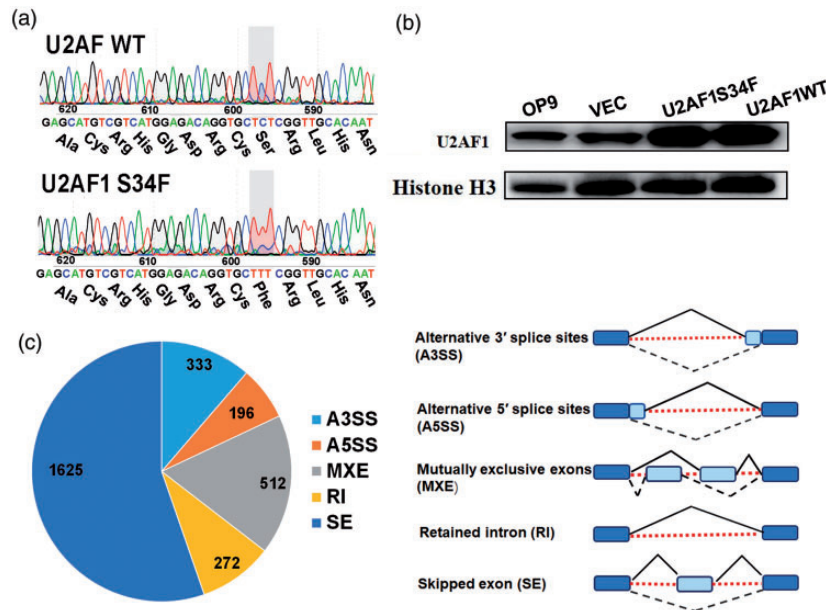 (a)
U2AF WT
620 610 600 590
GAGCATGTCGTCATGGAGACAGGTGCTCTCGGTTGCACAAT
Ala Cys Arg His Gly Asp Arg Cys Ser Arg Leu His Asn
U2AF1 S34F
620 610 600 590
GAGCATGTCGTCATGGAGACAGGTGCTTTCGGTTGCACAAT
Ala Cys Arg His Gly Asp Arg Cys Phe Arg Leu His Asn
(b)
OP9 VEC U2AF1S34F U2AF1WT
U2AF1
Histone H3
(c)
333
196
512
272
1625
A3SS
A5SS
MXE
RI
SE
Alternative 3′ splice sites
(A3SS)
Alternative 5′ splice sites
(A5SS)
Mutually exclusive exons
(MXE)
Retained intron (RI)
Skipped exon (SE)